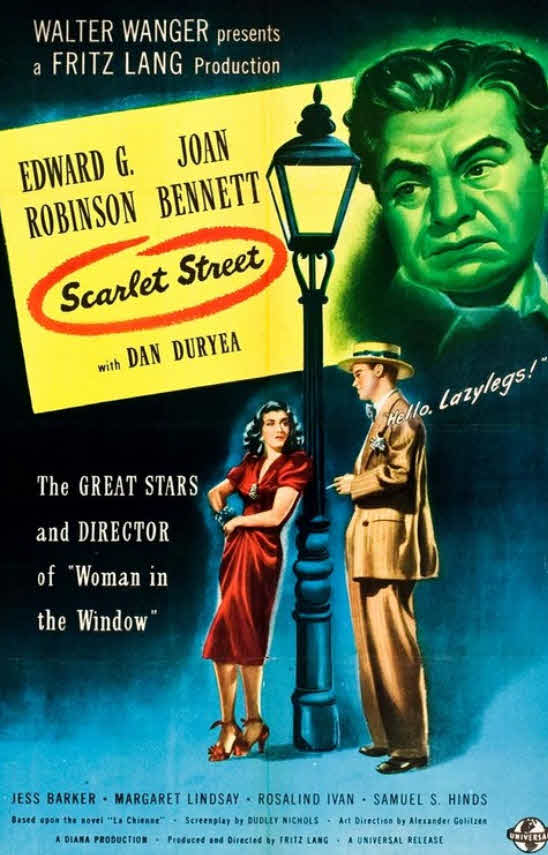 WALTER WANGER presents
a FRITZ LANG Production
EDWARD G. ROBINSON
JOAN BENNETT
Scarlet Street
with DAN DURYEA
"Hello, Lazylegs!"
The GREAT STARS
and DIRECTOR
of "Woman in
the Window"
JESS BARKER • MARGARET LINDSAY • ROSALIND IVAN • SAMUEL S. HINDS
Based upon the novel "La Chienne" • Screenplay by DUDLEY NICHOLS • Art Direction by Alexander Golitzen
A DIANA PRODUCTION • Produced and Directed by FRITZ LANG • A UNIVERSAL RELEASE
UNIVERSAL